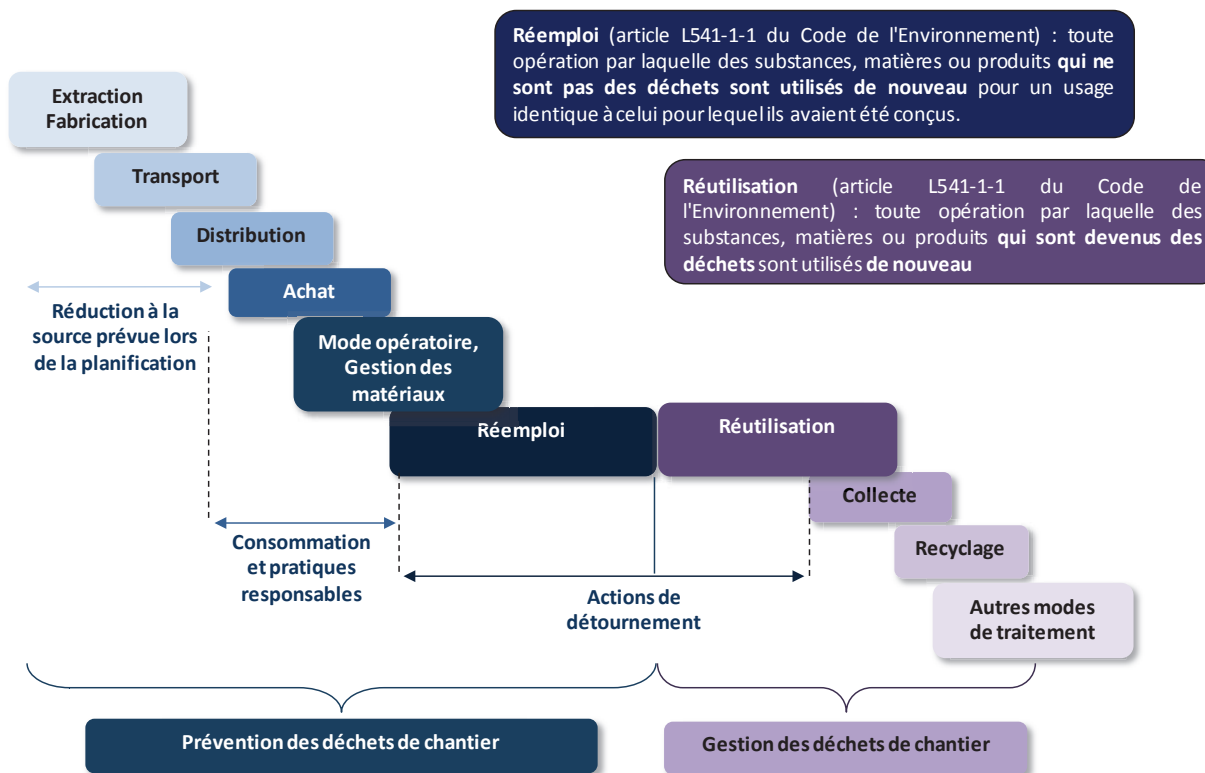 Réemploi (article L541-1-1 du Code de l'Environnement) : toute
opération par laquelle des substances, matières ou produits qui ne
sont pas des déchets sont utilisés de nouveau pour un usage
identique à celui pour lequel ils avaient été conçus.
Extraction
Fabrication
Transport
Réutilisation (article L541-1-1 du Code de
l'Environnement) : toute opération par laquelle des
substances, matières ou produits qui sont devenus des
déchets sont utilisés de nouveau
Distribution
Achat
Réduction à la
source prévue lors
de la planification
Mode opératoire,
Gestion des
matériaux
Réemploi
Réutilisation
Collecte
Consommation
et pratiques
responsables
Recyclage
Actions de
détournement
Autres modes
de traitement
Prévention des déchets de chantier
Gestion des déchets de chantier